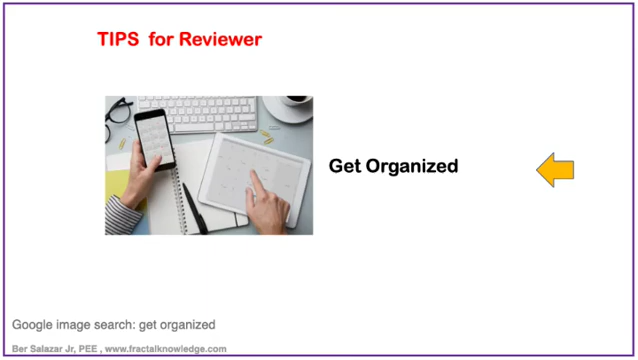 TIPS for Reviewer
Get Organized
Google image search: get organized
Ber Salazar Jr, PEE , www.fractalknowledge.com